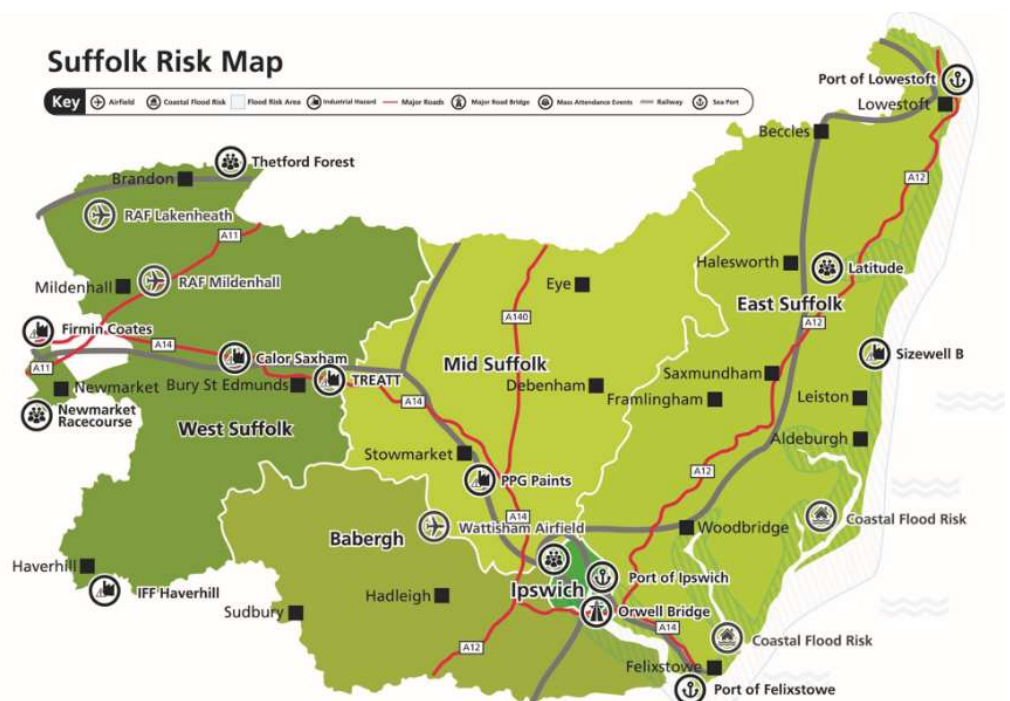 Suffolk Risk Map
Key Airfield Coastal Flood Risk Flood Risk Area Industrial Hazard Major Roads Major Road Bridge Mass Attendance Events Railway Sea Port
Port of Lowestoft
Lowestoft
Beccles
Thetford Forest
Brandon
A12
RAF Lakenheath
A11
Halesworth
Latitude
RAF Mildenhall
Mildenhall
Eye
East Suffolk
A140
A12
Firmin Coates
A14
Calor Saxham
Mid Suffolk
Sizewell B
A11
Newmarket
Bury St Edmunds
TREATT
Debenham
Saxmundham
A14
Framlingham
Leiston
Newmarket
Racecourse
West Suffolk
Aldeburgh
Stowmarket
A12
PPG Paints
A14
Coastal Flood Risk
Wattisham Airfield
Woodbridge
Babergh
Haverhill
Port of Ipswich
IFF Haverhill
Ipswich
Hadleigh
Orwell Bridge
Sudbury
A14
Coastal Flood Risk
A12
Felixstowe
Port of Felixstowe